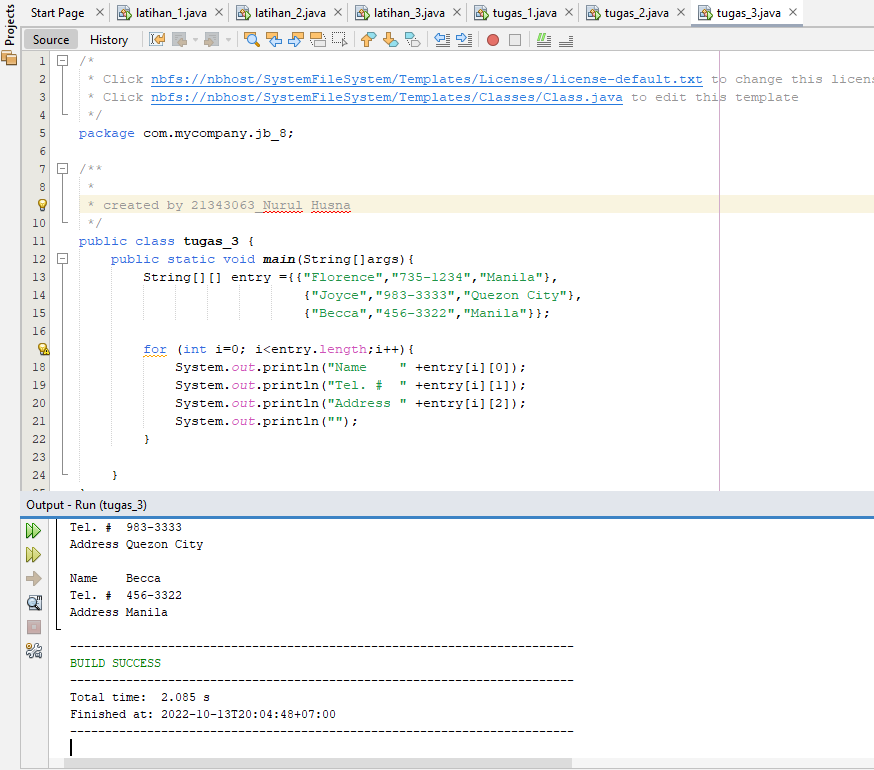 Projects
Start Page × latihan_1.java × latihan_2.java × latihan_3.java × tugas_1.java × tugas_2.java × tugas_3.java ×
Source History
1 /*
2 * Click nbfs://nbhost/SystemFileSystem/Templates/Licenses/license-default.txt to change this licens
3 * Click nbfs://nbhost/SystemFileSystem/Templates/Classes/Class.java to edit this template
4 */
5 package com.mycompany.jb_8;
6
7 /**
8 *
* created by 21343063_Nurul Husna
10 */
11 public class tugas_3 {
12 public static void main(String[]args){
13 String[][] entry ={{"Florence","735-1234","Manila"},
14 {"Joyce","983-3333","Quezon City"},
15 {"Becca","456-3322","Manila"}};
16
for (int i=0; i<entry.length;i++){
18 System.out.println("Name    " +entry[i][0]);
19 System.out.println("Tel. #  " +entry[i][1]);
20 System.out.println("Address " +entry[i][2]);
21 System.out.println("");
22 }
23
24 }
Output - Run (tugas_3)
Tel. #  983-3333
Address Quezon City
Name    Becca
Tel. #  456-3322
Address Manila
------------------------------------------------------------------------
BUILD SUCCESS
------------------------------------------------------------------------
Total time:  2.085 s
Finished at: 2022-10-13T20:04:48+07:00
------------------------------------------------------------------------